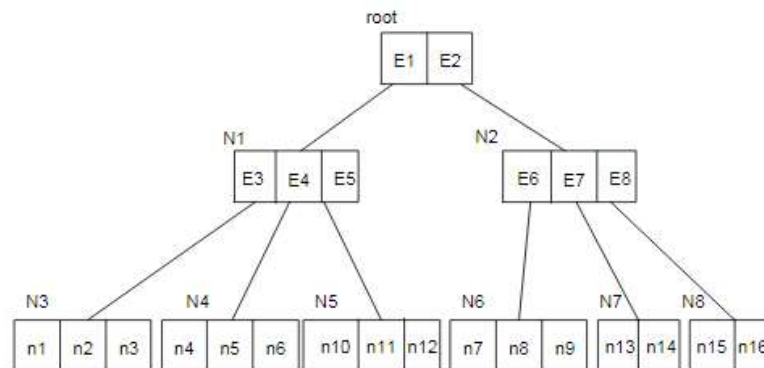 root
E1 E2
N1 N2
E3 E4 E5 E6 E7 E8
N3 N4 N5 N6 N7 N8
n1 n2 n3 n4 n5 n6 n10 n11 n12 n7 n8 n9 n13 n14 n15 n16